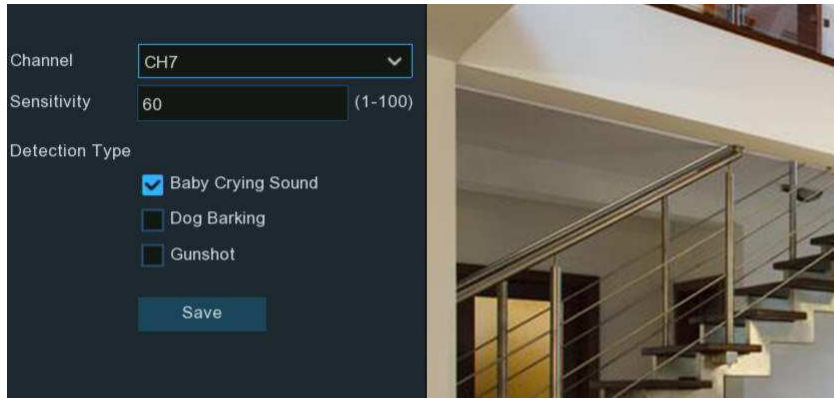 Channel CH7
Sensitivity 60 (1-100)
Detection Type
Baby Crying Sound
Dog Barking
Gunshot
Save